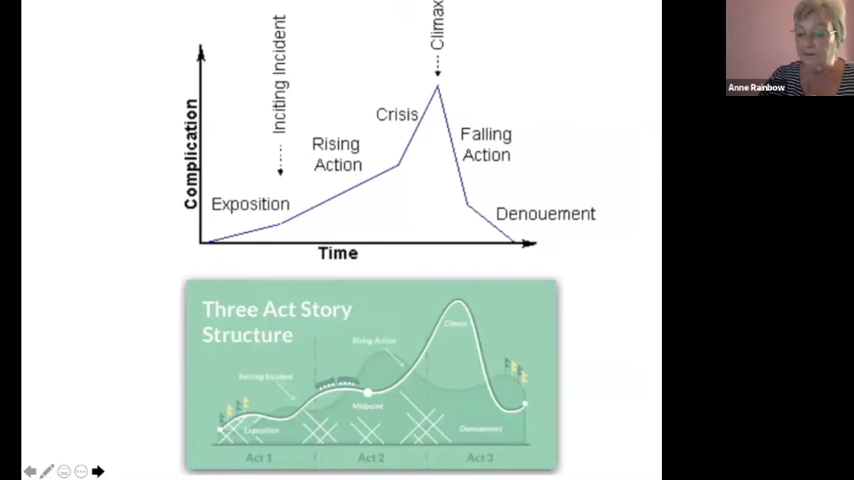 Climax
Inciting Incident
Complication
Crisis
Rising
Action
Falling
Action
Exposition
Denouement
Time
Anne Rainbow
Three Act Story
Structure
Climax
Rising Action
Inciting Incident
Midpoint
Exposition
Denouement
Act 1
Act 2
Act 3